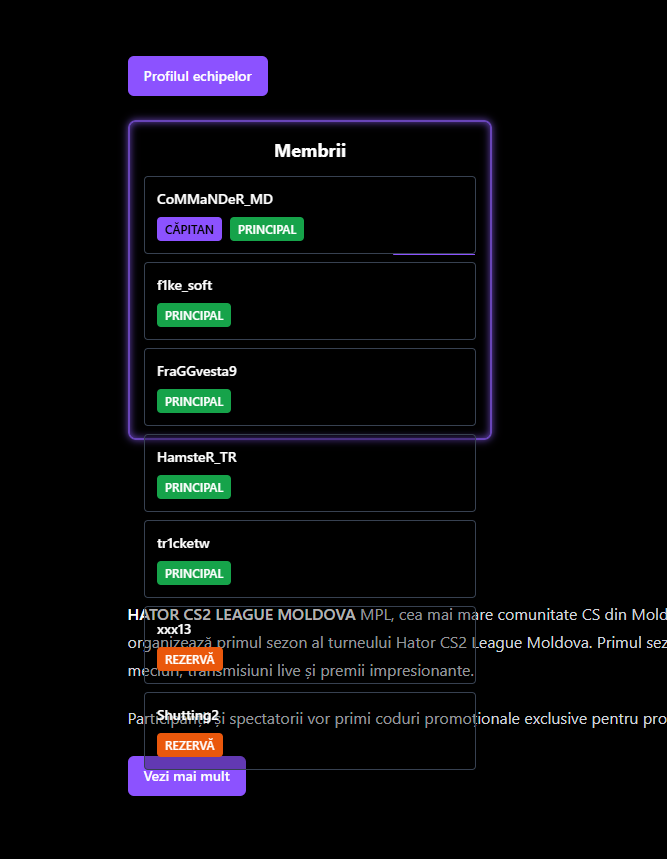 Profilul echipelor
Membrii
CoMMaNDeR_MD
CĂPITAN PRINCIPAL
f1ke_soft
PRINCIPAL
FraGGvesta9
PRINCIPAL
HamsteR_TR
PRINCIPAL
tr1cketw
PRINCIPAL
HATOR CS2 LEAGUE MOLDOVA MPL, cea mai mare comunitate CS din Mold
xxx13
organizează primul sezon al turneului Hator CS2 League Moldova. Primul sez
REZERVĂ
meciuri, transmisiuni live și premii impresionante.
Shutting2
Participanții și spectatorii vor primi coduri promoționale exclusive pentru pro
REZERVĂ
Vezi mai mult